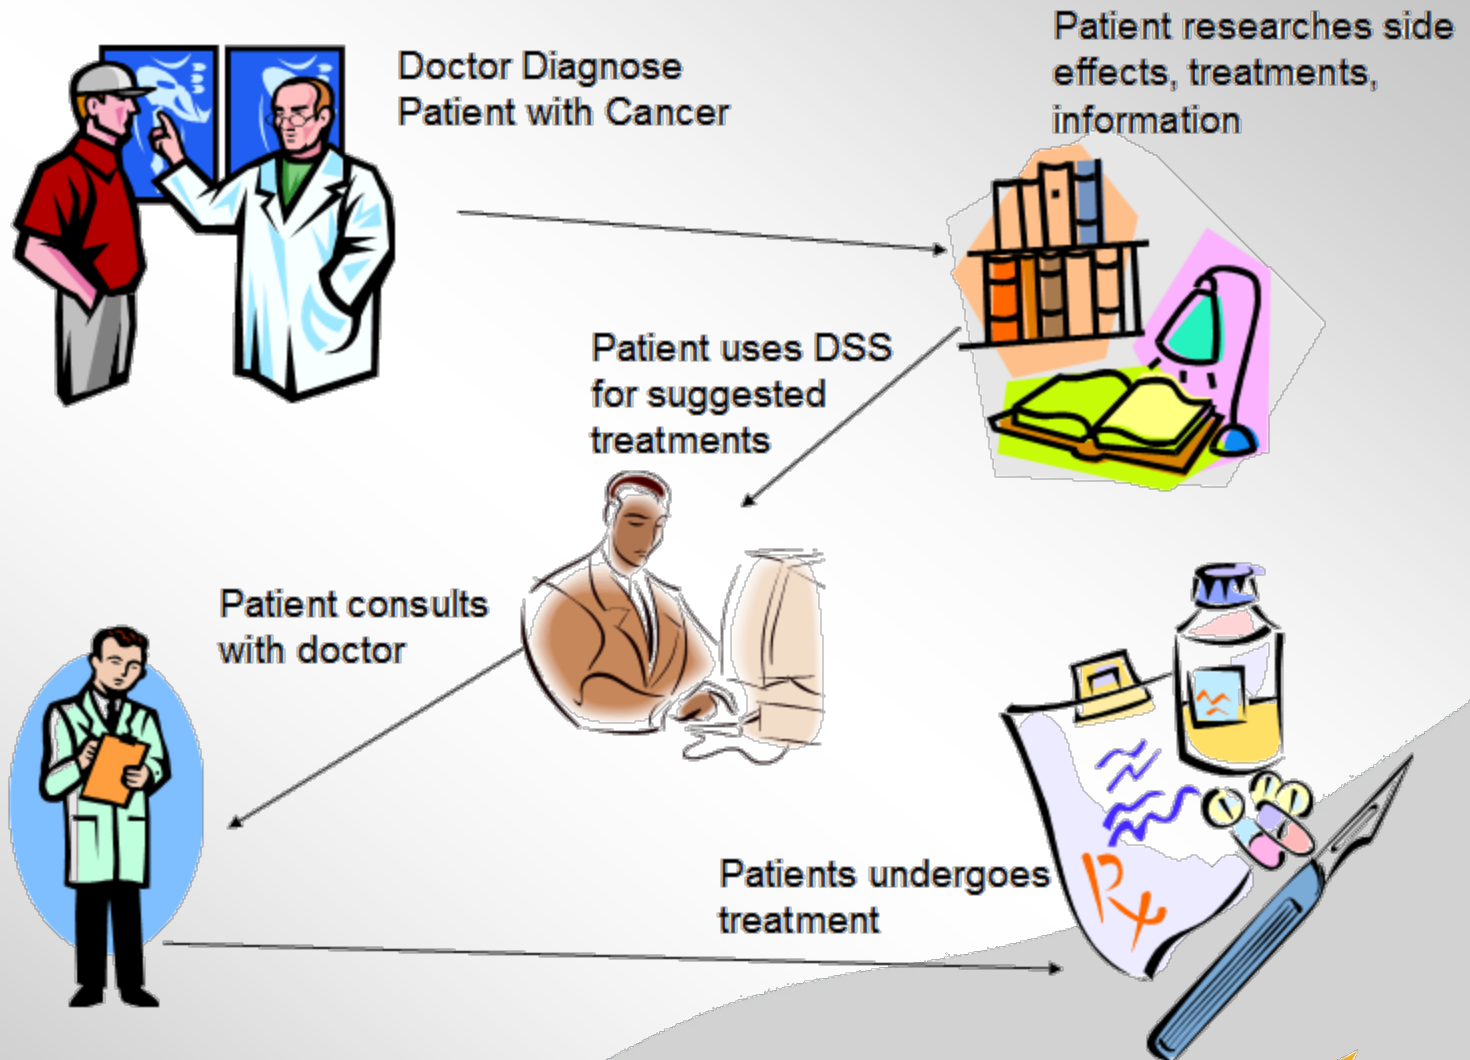 Doctor Diagnose
Patient with Cancer
Patient researches side
effects, treatments,
information
Patient uses DSS
for suggested
treatments
Patient consults
with doctor
Patients undergoes
treatment
Rx